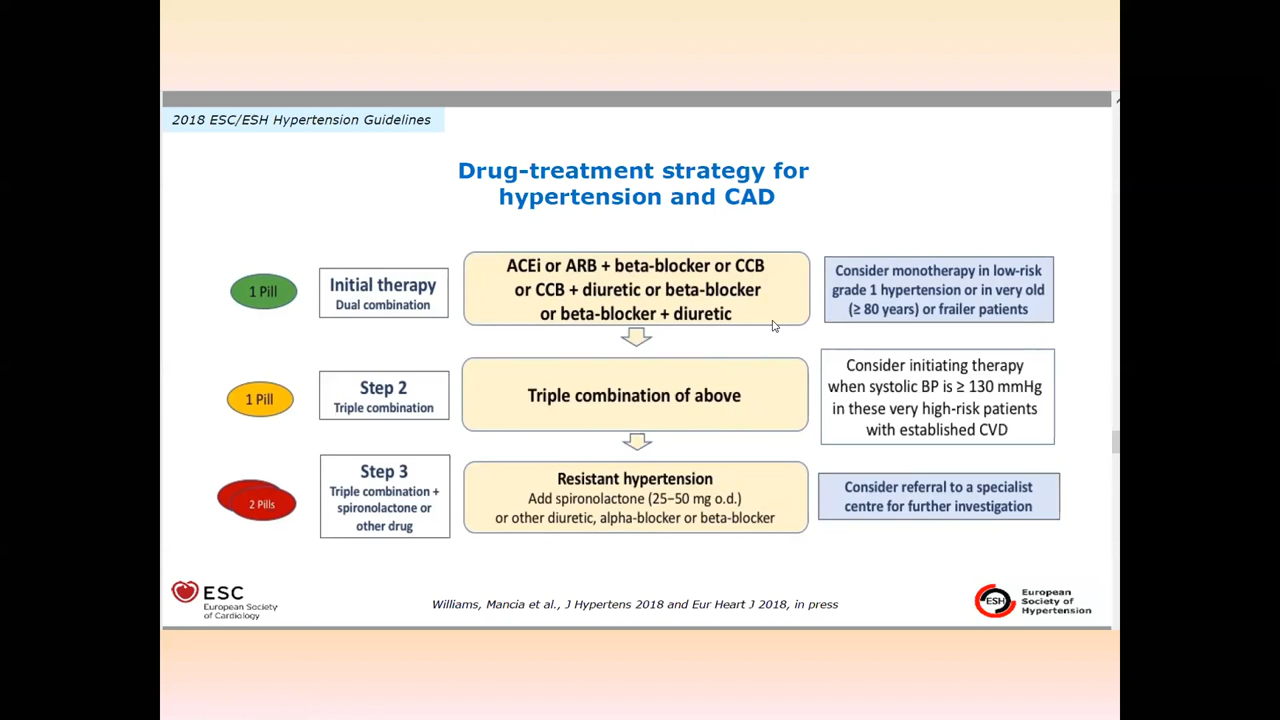 2018 ESC/ESH Hypertension Guidelines
Drug-treatment strategy for
hypertension and CAD
1 Pill
Initial therapy
Dual combination
ACEi or ARB + beta-blocker or CCB
or CCB + diuretic or beta-blocker
or beta-blocker + diuretic
Consider monotherapy in low-risk
grade 1 hypertension or in very old
(≥ 80 years) or frailer patients
1 Pill
Step 2
Triple combination
Triple combination of above
Consider initiating therapy
when systolic BP is ≥ 130 mmHg
in these very high-risk patients
with established CVD
2 Pills
Step 3
Triple combination +
spironolactone or
other drug
Resistant hypertension
Add spironolactone (25–50 mg o.d.)
or other diuretic, alpha-blocker or beta-blocker
Consider referral to a specialist
centre for further investigation
ESC
European Society
of Cardiology
Williams, Mancia et al., J Hypertens 2018 and Eur Heart J 2018, in press
ESH
European
Society of
Hypertension